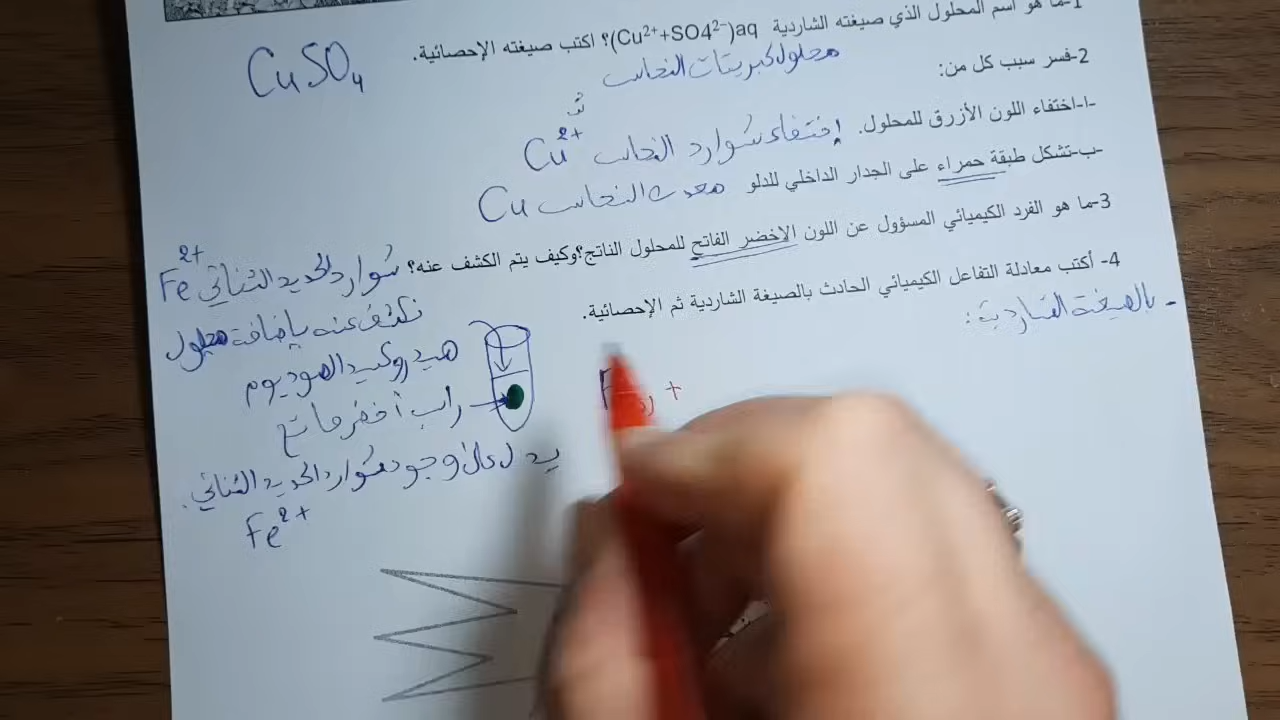 1-ما هو اسم المحلول الذي صيغته الشاردية (Cu²⁺+SO4²⁻)aq؟ اكتب صيغته الإحصائية.
CuSO₄
محلول كبريتات النحاس
2-فسر سبب كل من:
-ا-اختفاء اللون الأزرق للمحلول. إختفاء شوارد النحاس Cu²⁺
-ب-تشكل طبقة حمراء على الجدار الداخلي للدلو معدن النحاس Cu
3-ما هو الفرد الكيميائي المسؤول عن اللون الاخضر الفاتح للمحلول الناتج؟وكيف يتم الكشف عنه؟ شوارد الحديد الثنائي Fe²⁺
نكشف عنه بإضافة محلول
هيدروكسيد الصوديوم
راسب أخضر فاتح
يدل على وجود شوارد الحديد الثنائي.
Fe²⁺
4- أكتب معادلة التفاعل الكيميائي الحادث بالصيغة الشاردية ثم الإحصائية.
- بالصيغة الشاردية:
+